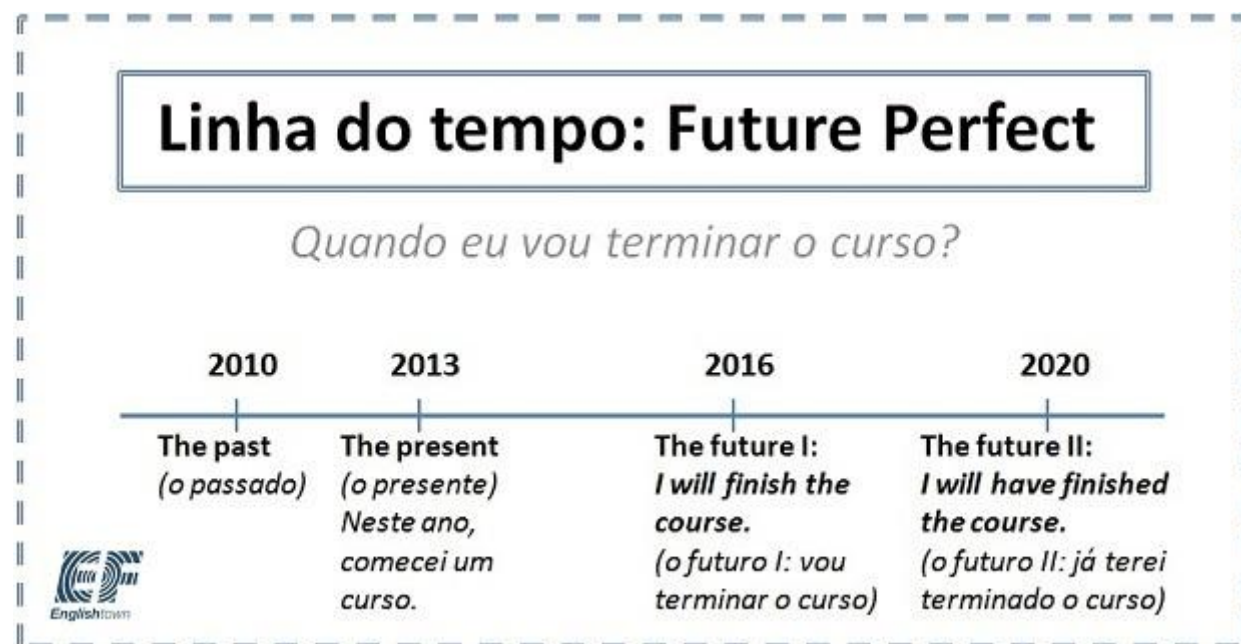 Linha do tempo: Future Perfect
Quando eu vou terminar o curso?
2010 2013 2016 2020
The past
(o passado)
The present
(o presente)
Neste ano,
comecei um
curso.
The future I:
I will finish the
course.
(o futuro I: vou
terminar o curso)
The future II:
I will have finished
the course.
(o futuro II: já terei
terminado o curso)
EF
Englishtown